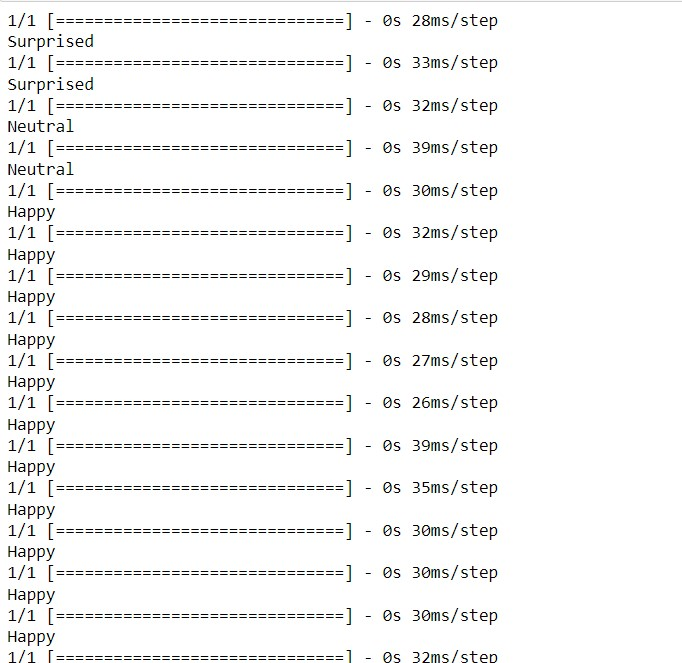 1/1 [==============================] - 0s 28ms/step
Surprised
1/1 [==============================] - 0s 33ms/step
Surprised
1/1 [==============================] - 0s 32ms/step
Neutral
1/1 [==============================] - 0s 39ms/step
Neutral
1/1 [==============================] - 0s 30ms/step
Happy
1/1 [==============================] - 0s 32ms/step
Happy
1/1 [==============================] - 0s 29ms/step
Happy
1/1 [==============================] - 0s 28ms/step
Happy
1/1 [==============================] - 0s 27ms/step
Happy
1/1 [==============================] - 0s 26ms/step
Happy
1/1 [==============================] - 0s 39ms/step
Happy
1/1 [==============================] - 0s 35ms/step
Happy
1/1 [==============================] - 0s 30ms/step
Happy
1/1 [==============================] - 0s 30ms/step
Happy
1/1 [==============================] - 0s 30ms/step
Happy
1/1 [==============================] - 0s 32ms/step